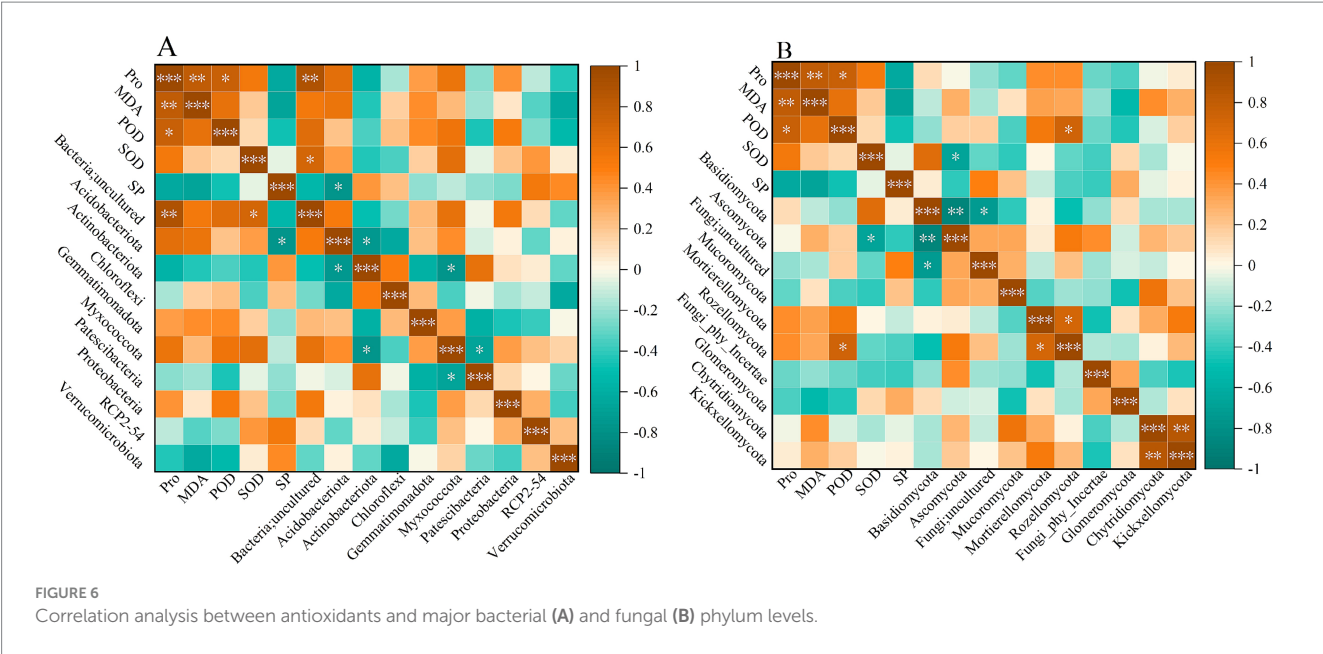 A
Pro *** ** * **
MDA ** ***
POD * ***
SOD *** *
SP *** *
Bacteria;uncultured ** * ***
Acidobacteriota * *** *
Actinobacteriota * *** *
Chloroflexi ***
Gemmatimonadota ***
Myxococcota * *** *
Patescibacteria * ***
Proteobacteria ***
RCP2-54 ***
Verrucomicrobia ***
Pro
MDA
POD
SOD
SP
Bacteria;uncultured
Acidobacteriota
Actinobacteriota
Chloroflexi
Gemmatimonadota
Myxococcota
Patescibacteria
Proteobacteria
RCP2-54
Verrucomicrobiota
1
0.8
0.6
0.4
0.2
0
-0.2
-0.4
-0.6
-0.8
-1
B
Pro *** ** *
MDA ** ***
POD * *** *
SOD *** *
SP ***
Basidiomycota *** ** *
Ascomycota * ** ***
Fungi;uncultured * ***
Mucoromycota ***
Mortierellomycota *** *
Rozellomycota * * ***
Fungi_phy_Incertae ***
Glomeromycota ***
Chytridiomycota *** **
Kickxellomycota ** ***
Pro
MDA
POD
SOD
SP
Basidiomycota
Ascomycota
Fungi;uncultured
Mucoromycota
Mortierellomycota
Rozellomycota
Fungi_phy_Incertae
Glomeromycota
Chytridiomycota
Kickxellomycota
1
0.8
0.6
0.4
0.2
0
-0.2
-0.4
-0.6
-0.8
-1
FIGURE 6
Correlation analysis between antioxidants and major bacterial (A) and fungal (B) phylum levels.